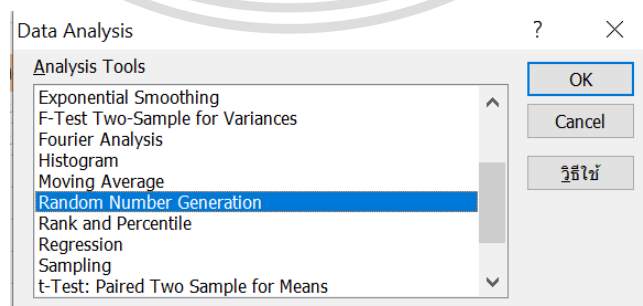 Data Analysis ? ×
Analysis Tools
OK
Exponential Smoothing
F-Test Two-Sample for Variances
Cancel
Fourier Analysis
Histogram
วิธีใช้
Moving Average
Random Number Generation
Rank and Percentile
Regression
Sampling
t-Test: Paired Two Sample for Means